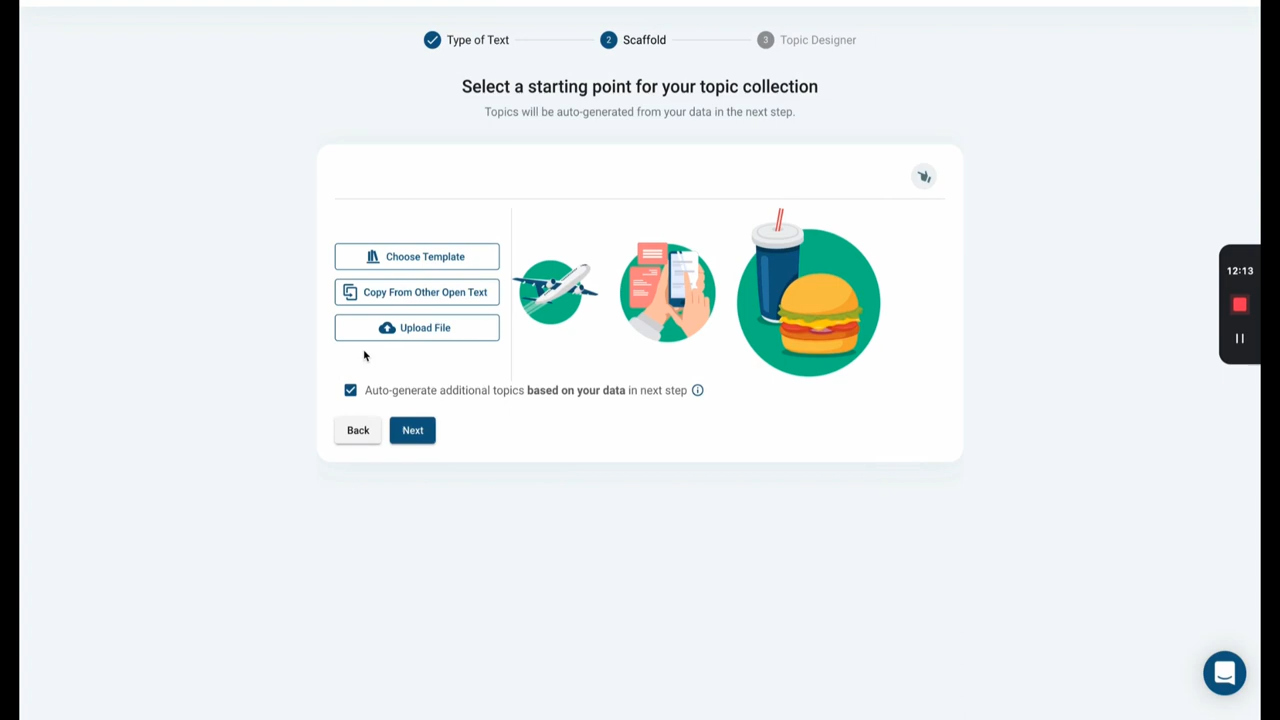 Type of Text
2 Scaffold
3 Topic Designer
Select a starting point for your topic collection
Topics will be auto-generated from your data in the next step.
Choose Template
Copy From Other Open Text
Upload File
Auto-generate additional topics based on your data in next step
Back
Next
12:13